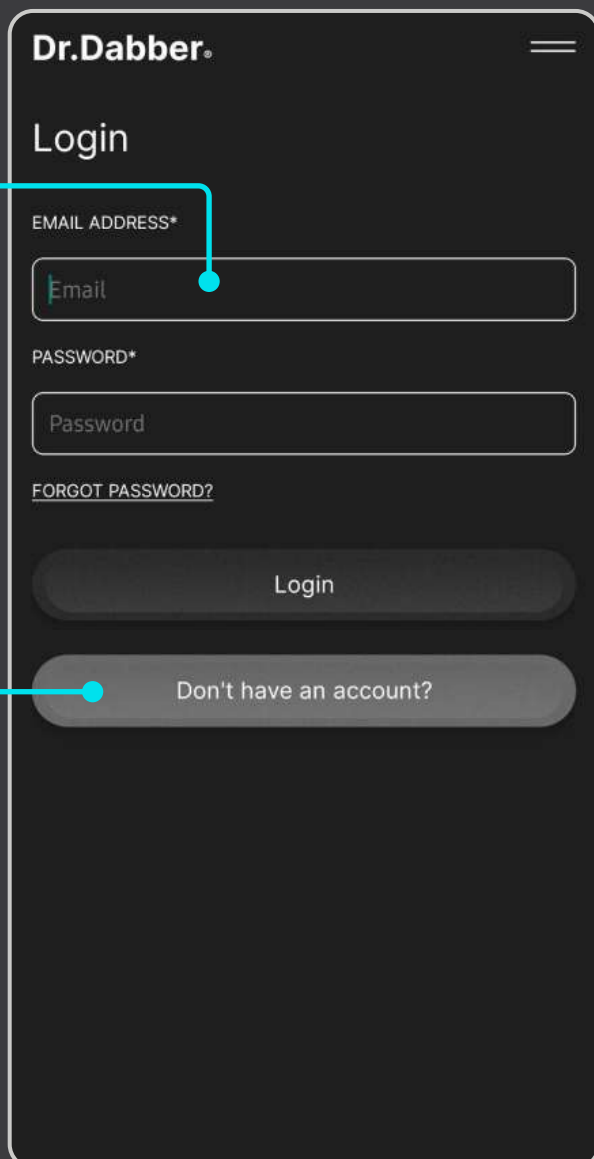 Dr.Dabber®
Login
EMAIL ADDRESS*
Email
PASSWORD*
Password
FORGOT PASSWORD?
Login
Don't have an account?